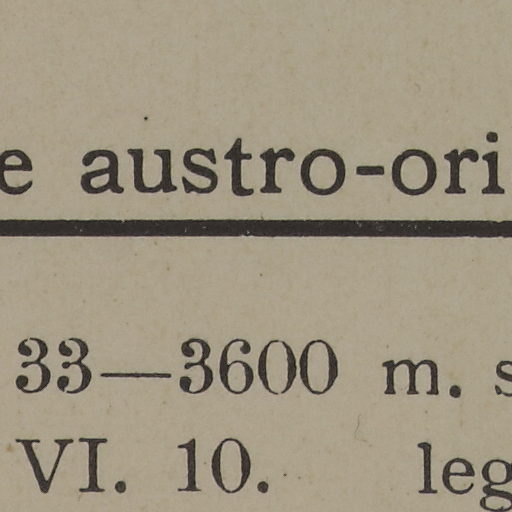 e austro-ori
33—3600 m. s
VI. 10. leg